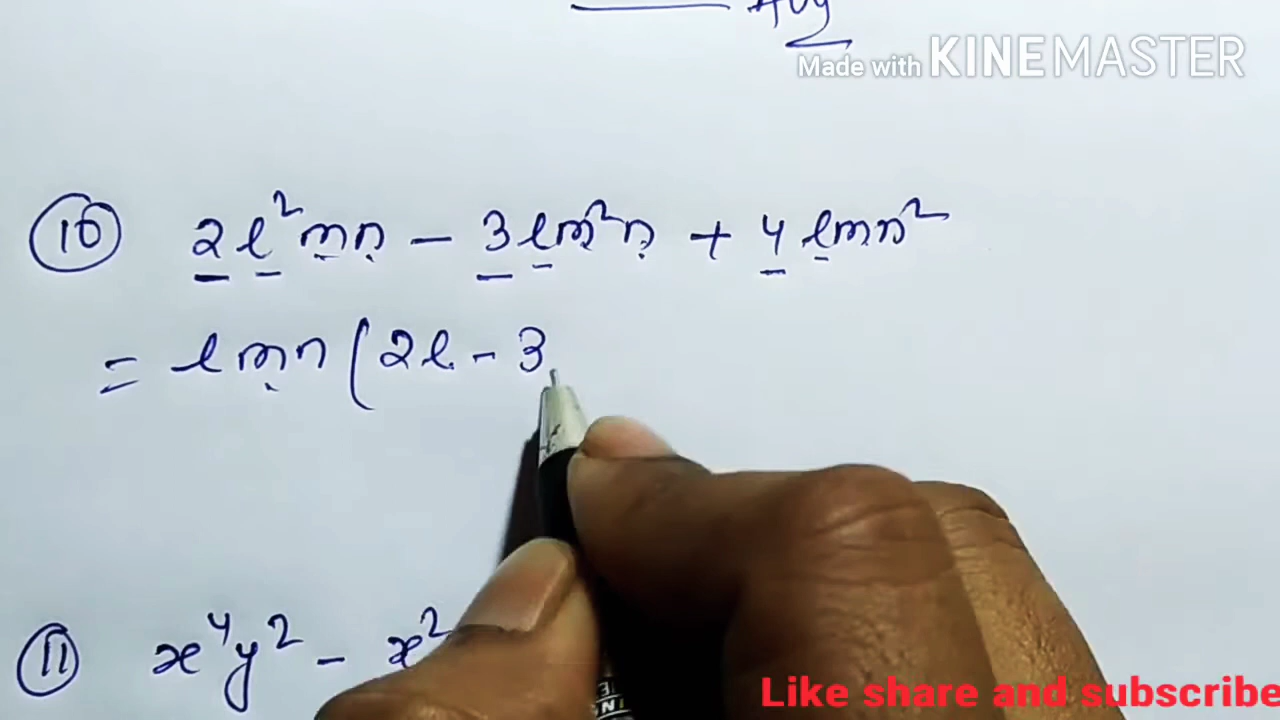 Made with KINEMASTER
10 2l²mn - 3lm²n + 4lmn²
= lmn (2l - 3
11 x⁴y² - x²
Like share and subscribe